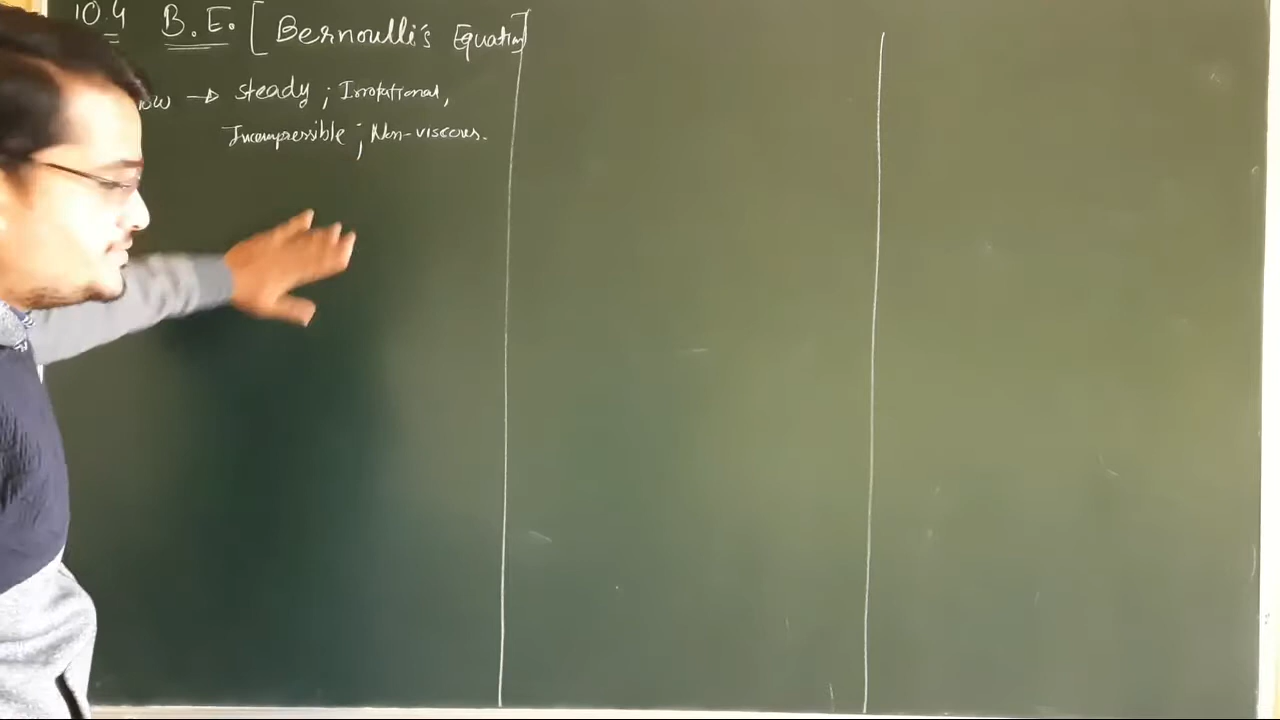 10.4 B.E. [Bernoulli's Equation]
→ steady ; Irrotational,
Incompressible ; Non-viscous.